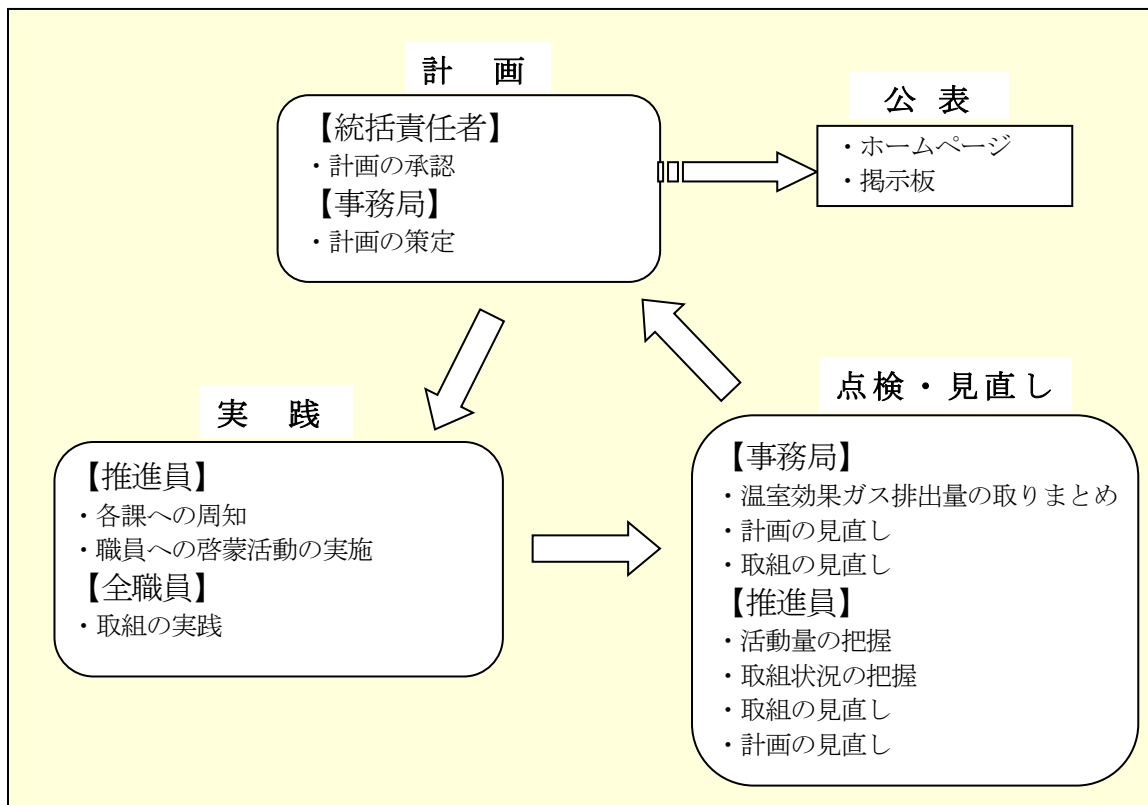 計　画
【統括責任者】
・計画の承認
【事務局】
・計画の策定
公 表
・ホームページ
・掲示板
実　践
【推進員】
・各課への周知
・職員への啓蒙活動の実施
【全職員】
・取組の実践
点検・見直し
【事務局】
・温室効果ガス排出量の取りまとめ
・計画の見直し
・取組の見直し
【推進員】
・活動量の把握
・取組状況の把握
・取組の見直し
・計画の見直し